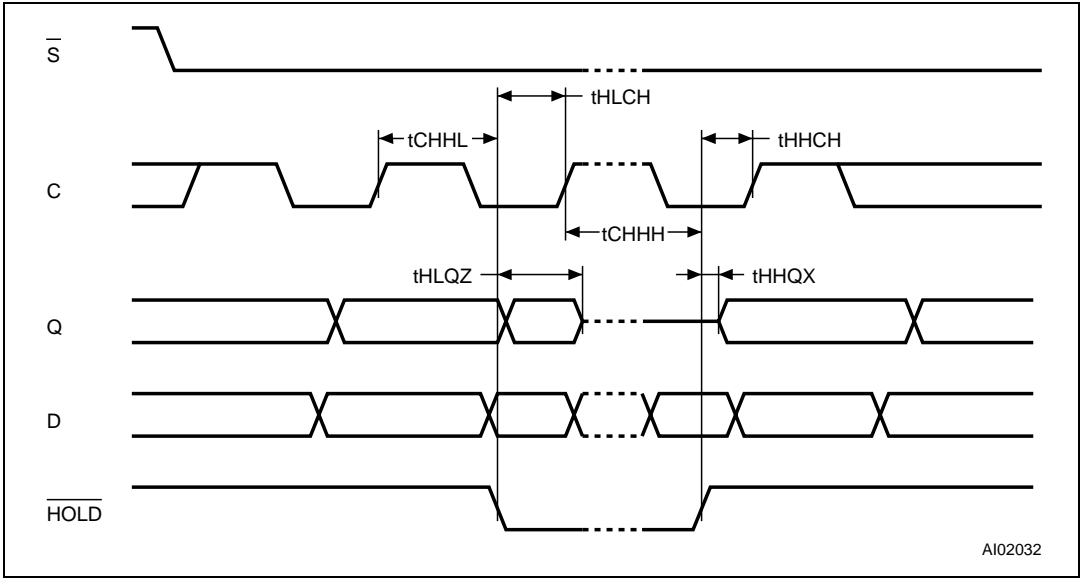 S
tHLCH
tCHHL
tHHCH
C
tCHHH
tHLQZ
tHHQX
Q
D
HOLD
AI02032